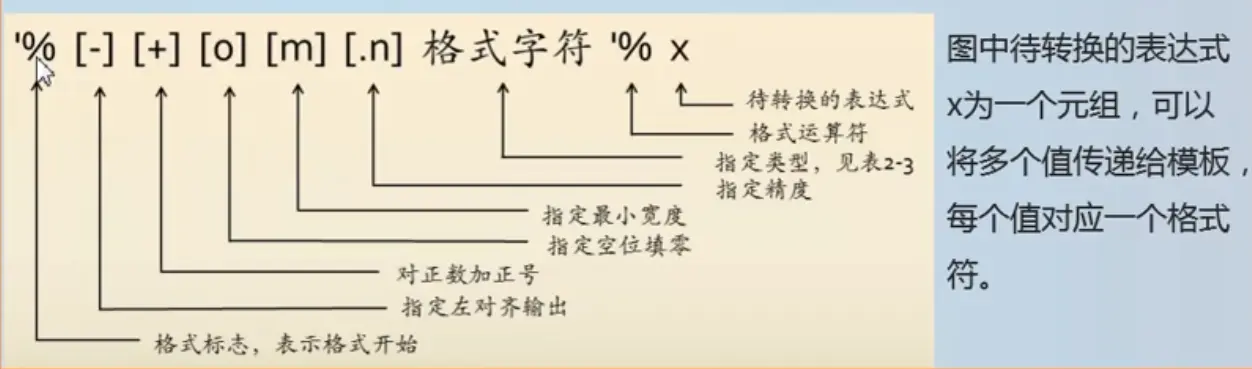 '% [-] [+] [o] [m] [.n] 格式字符 '% x
待转换的表达式
格式运算符
指定类型，见表2-3
指定精度
指定最小宽度
指定空位填零
对正数加正号
指定左对齐输出
格式标志，表示格式开始
图中待转换的表达式
x为一个元组，可以
将多个值传递给模板，
每个值对应一个格式
符。